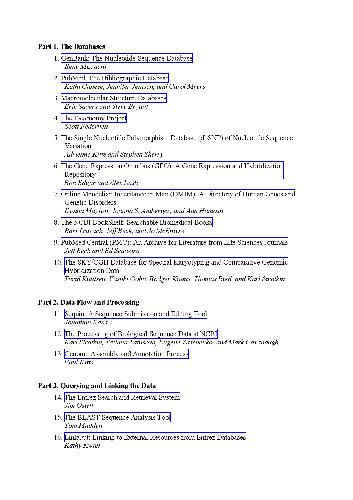 Part 1. The Databases
1. GenBank: The Nucleotide Sequence Database
Ilene Mizrachi
2. PubMed: The Bibliographic Database
Kathi Canese, Jennifer Jentsch, and Carol Myers
3. Macromolecular Structure Databases
Eric Sayers and Steve Bryant
4. The Taxonomy Project
Scott Federhen
5. The Single Nucleotide Polymorphism Database (dbSNP) of Nucleotide Sequence
Variation
Adrienne Kitts and Stephen Sherry
6. The Gene Expression Omnibus (GEO): A Gene Expression and Hybridization
Repository
Ron Edgar and Alex Lash
7. Online Mendelian Inheritance in Man (OMIM): A Directory of Human Genes and
Genetic Disorders
Donna Maglott, Joanna S. Amberger, and Ada Hamosh
8. The NCBI BookShelf: Searchable Biomedical Books
Bart Trawick, Jeff Beck, and Jo McEntyre
9. PubMed Central (PMC): An Archive for Literature from Life Sciences Journals
Jeff Beck and Ed Sequeira
10. The SKY/CGH Database for Spectral Karyotyping and Comparative Genomic
Hybridization Data
Turid Knutsen, Vasuki Gobu, Rodger Knaus, Thomas Ried, and Karl Sirotkin
Part 2. Data Flow and Processing
11. Sequin: A Sequence Submission and Editing Tool
Jonathan Kans
12. The Processing of Biological Sequence Data at NCBI
Karl Sirotkin, Tatiana Tatusova, Eugene Yaschenko, and Mark Cavanaugh
13. Genome Assembly and Annotation Process
Paul Kitts
Part 3. Querying and Linking the Data
14. The Entrez Search and Retrieval System
Jim Ostell
15. The BLAST Sequence Analysis Tool
Tom Madden
16. LinkOut: Linking to External Resources from Entrez Databases
Kathy Kwan